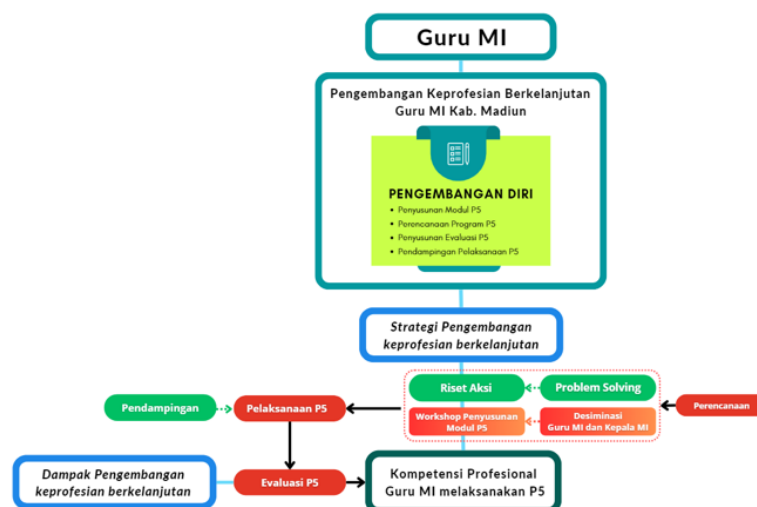 Guru MI
Pengembangan Keprofesian Berkelanjutan
Guru MI Kab. Madiun
PENGEMBANGAN DIRI
• Penyusunan Modul P5
• Perencanaan Program P5
• Penyusunan Evaluasi P5
• Pendampingan Pelaksanaan P5
Strategi Pengembangan
keprofesian berkelanjutan
Riset Aksi
Problem Solving
Pendampingan
Pelaksanaan P5
Workshop Penyusunan
Modul P5
Desiminasi
Guru MI dan Kepala MI
Perencanaan
Dampak Pengembangan
keprofesian berkelanjutan
Evaluasi P5
Kompetensi Profesional
Guru MI melaksanakan P5